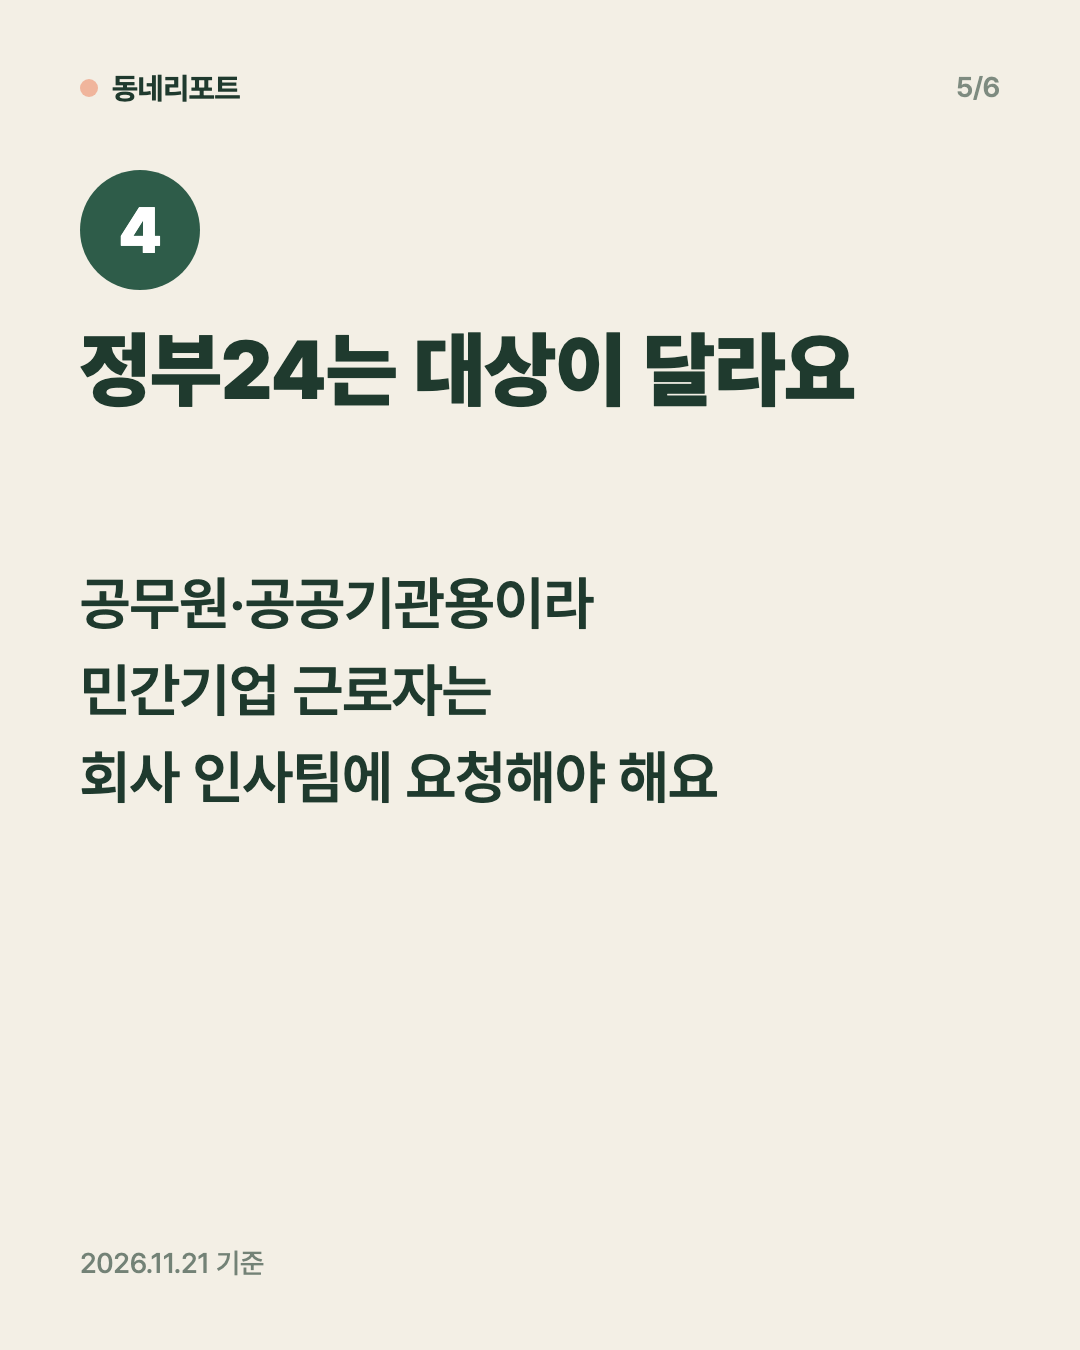 동네리포트
5/6
4
정부24는 대상이 달라요
공무원·공공기관용이라
민간기업 근로자는
회사 인사팀에 요청해야 해요
2026.11.21 기준